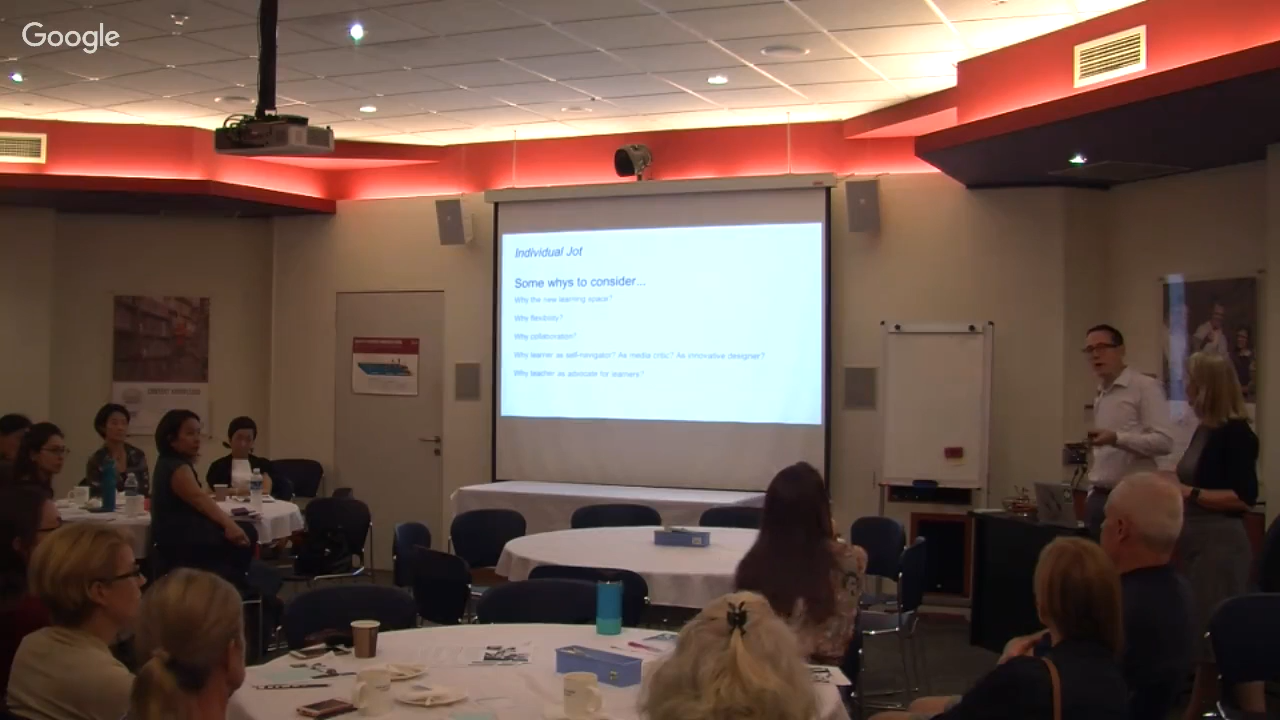 Google
Individual Jot
Some whys to consider...
Why the new learning space?
Why flexibility?
Why collaboration?
Why learner as self-navigator? As media critic? As innovative designer?
Why teacher as advocate for learners?